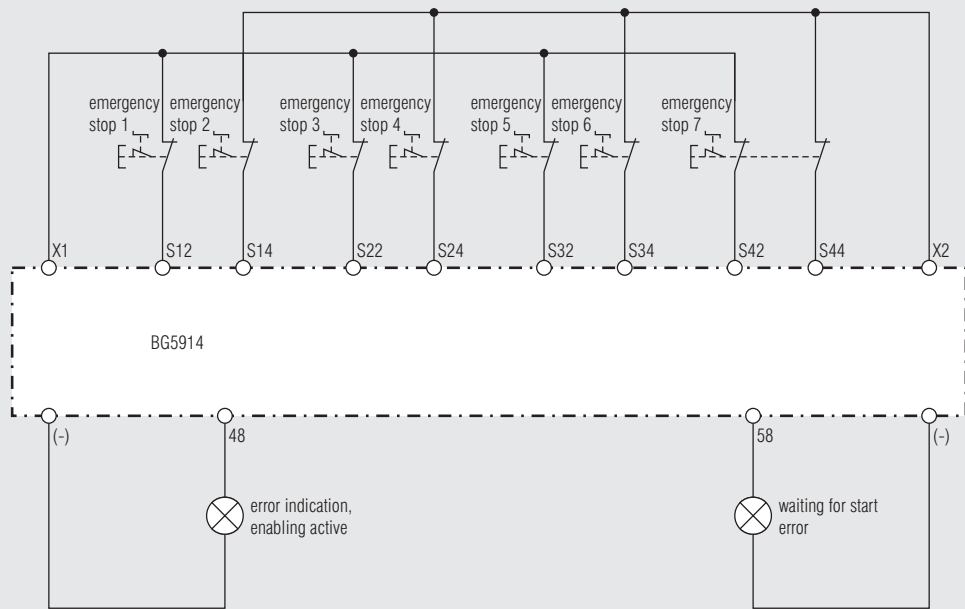 emergency
stop 1
emergency
stop 2
emergency
stop 3
emergency
stop 4
emergency
stop 5
emergency
stop 6
emergency
stop 7
X1
S12
S14
S22
S24
S32
S34
S42
S44
X2
BG5914
(-)
48
58
(-)
error indication,
enabling active
waiting for start
error